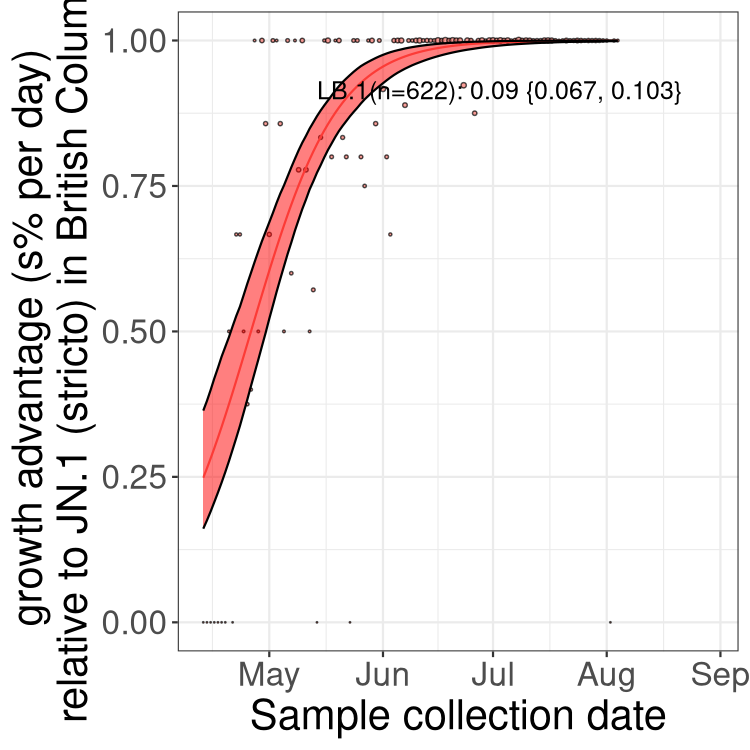 growth advantage (s% per day)
relative to JN.1 (stricto) in British Colum
1.00
0.75
0.50
0.25
0.00
LB.1(n=622): 0.09 {0.067, 0.103}
May Jun Jul Aug Sep
Sample collection date